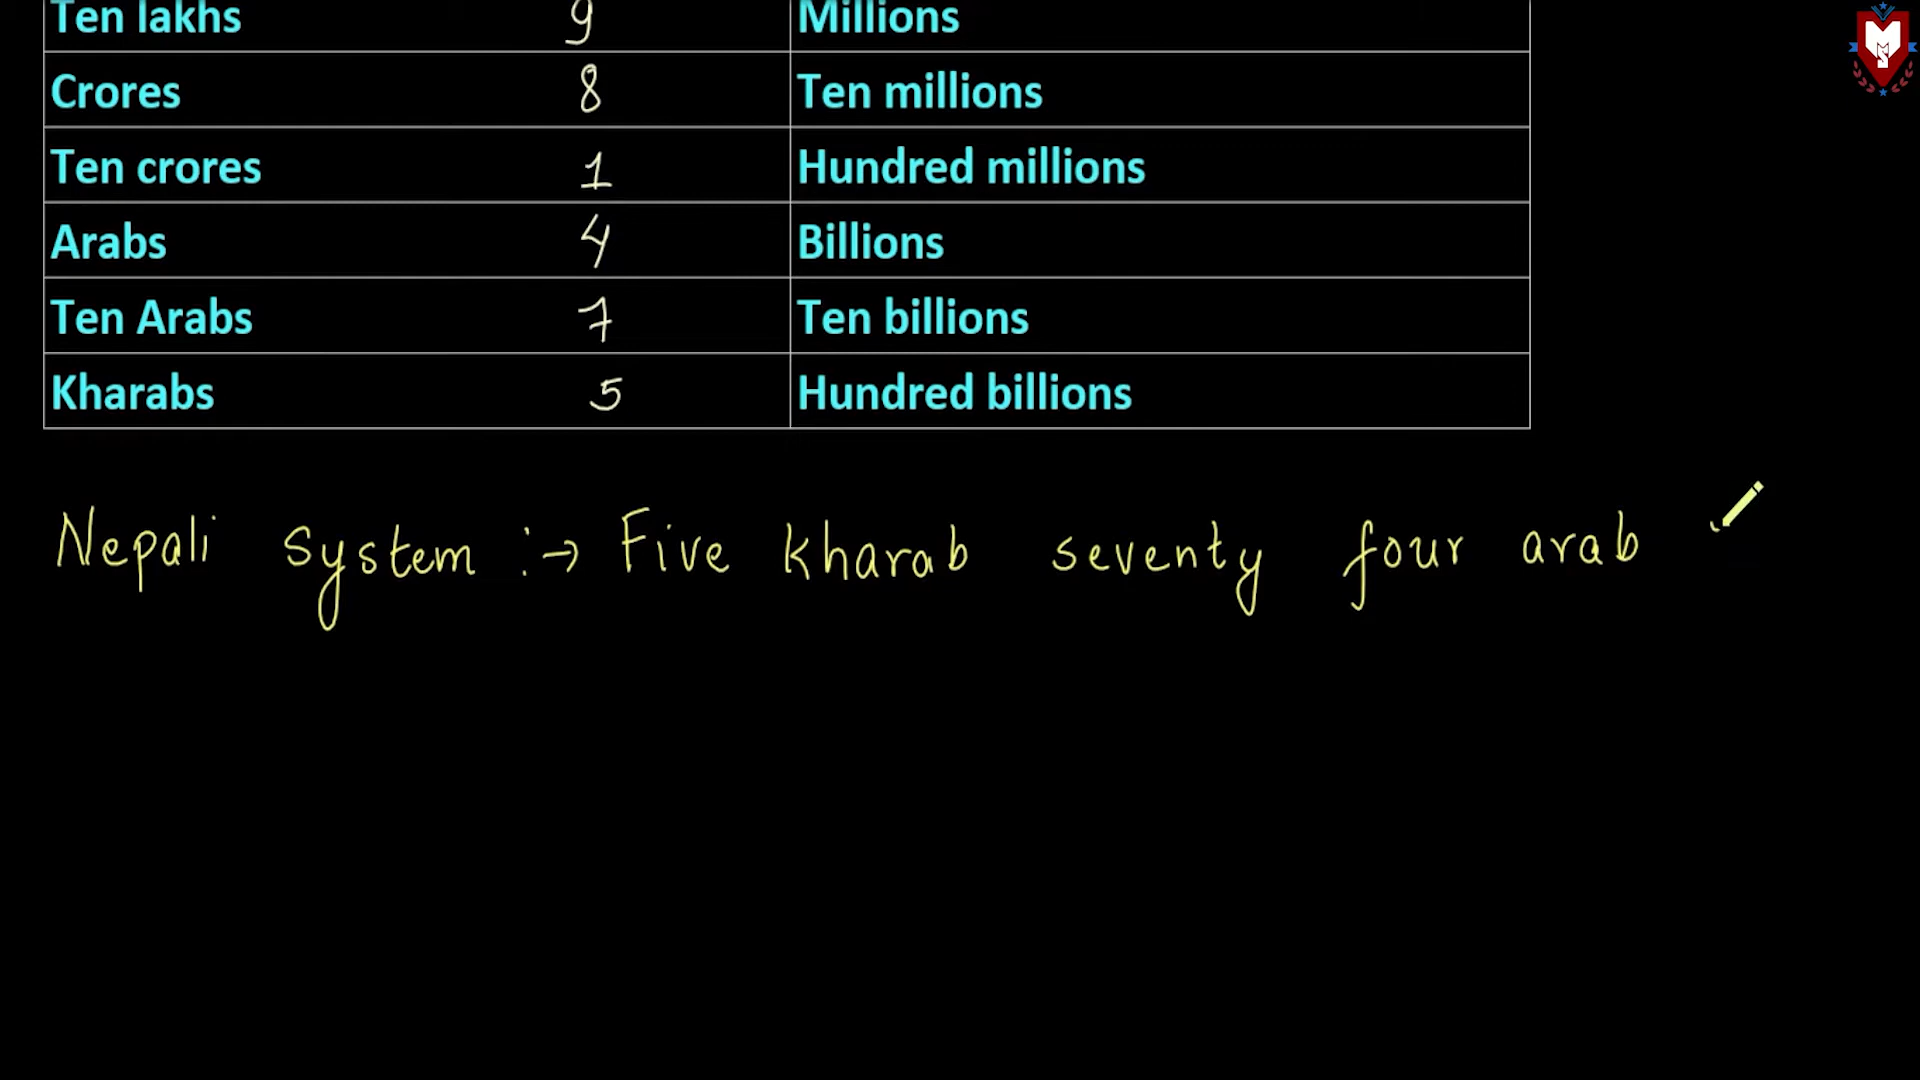 Ten lakhs 9 Millions
Crores 8 Ten millions
Ten crores 1 Hundred millions
Arabs 4 Billions
Ten Arabs 7 Ten billions
Kharabs 5 Hundred billions
Nepali system :→ Five kharab seventy four arab